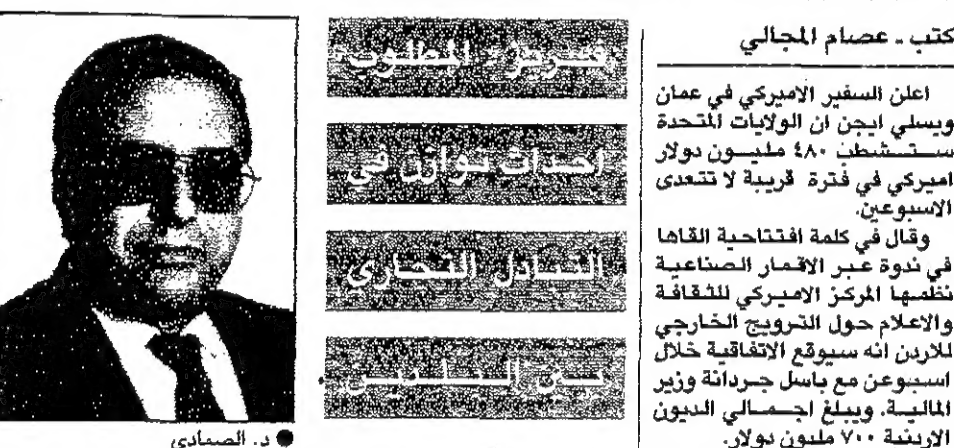 كتب ـ عصام المجالي
اعلن السفير الاميركي في عمان
ويسلي ايجن ان الولايات المتحدة
ستشطب ٤٨٠ مليون دولار
اميركي في فترة قريبة لا تتعدى
الاسبوعين.
وقال في كلمة افتتاحية القاها
في ندوة عبر الاقمار الصناعية
نظمها المركز الاميركي للثقافة
والاعلام حول الترويج الخارجي
للاردن انه سيوقع الاتفاقية خلال
اسبوعن مع باسل جردانة وزير
المالية. ويبلغ اجمالي الديون
الاردنية ٧٠٠ مليون دولار.
المطلوب
احداث توازن في
التبادل التجاري
بين البلدين
د. الصمادي